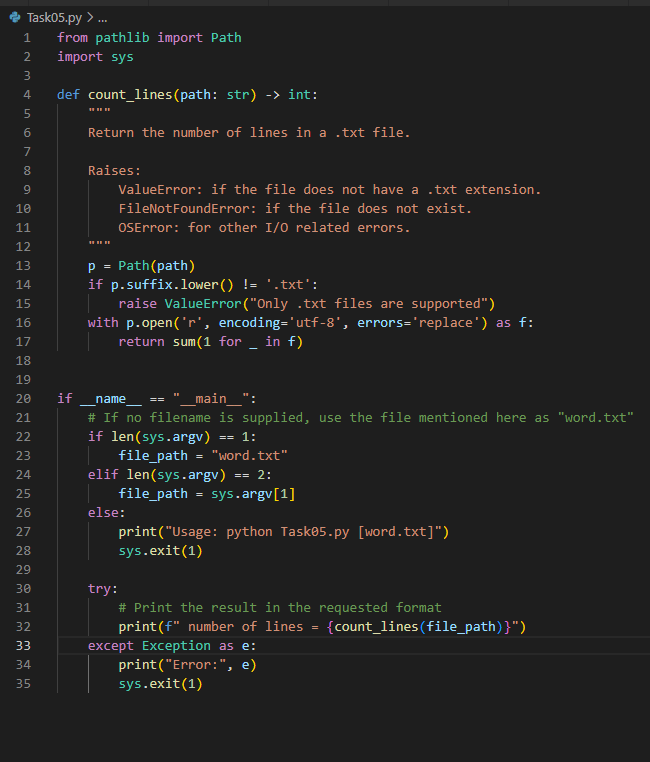 Task05.py > ...
1 from pathlib import Path
2 import sys
3
4 def count_lines(path: str) -> int:
5     """
6     Return the number of lines in a .txt file.
7
8     Raises:
9         ValueError: if the file does not have a .txt extension.
10         FileNotFoundError: if the file does not exist.
11         OSError: for other I/O related errors.
12     """
13     p = Path(path)
14     if p.suffix.lower() != '.txt':
15         raise ValueError("Only .txt files are supported")
16     with p.open('r', encoding='utf-8', errors='replace') as f:
17         return sum(1 for _ in f)
18
19
20 if __name__ == "__main__":
21     # If no filename is supplied, use the file mentioned here as "word.txt"
22     if len(sys.argv) == 1:
23         file_path = "word.txt"
24     elif len(sys.argv) == 2:
25         file_path = sys.argv[1]
26     else:
27         print("Usage: python Task05.py [word.txt]")
28         sys.exit(1)
29
30     try:
31         # Print the result in the requested format
32         print(f" number of lines = {count_lines(file_path)}")
33     except Exception as e:
34         print("Error:", e)
35         sys.exit(1)